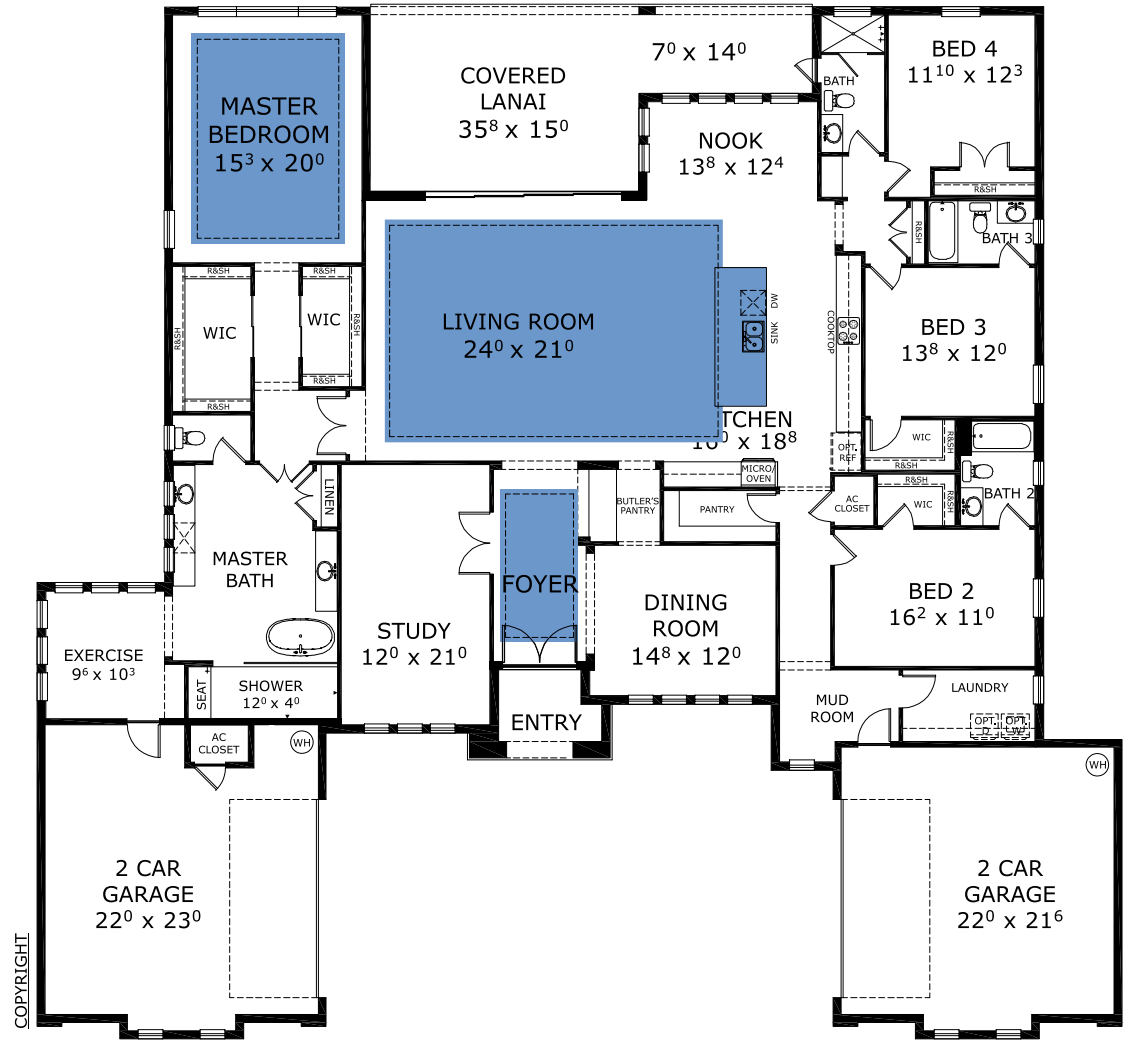 MASTER
BEDROOM
15³ x 20⁰
COVERED
LANAI
35⁸ x 15⁰
7⁰ x 14⁰
NOOK
13⁸ x 12⁴
BATH
BED 4
11¹⁰ x 12³
R&SH
R&SH
BATH 3
R&SH
WIC
R&SH
R&SH
R&SH
WIC
R&SH
R&SH
LIVING ROOM
24⁰ x 21⁰
DW
SINK
COOKTOP
BED 3
13⁸ x 12⁰
TCHEN
18⁸
OPT.
REF
WIC
R&SH
R&SH
MICRO/
OVEN
LINEN
BUTLER'S
PANTRY
PANTRY
AC
CLOSET
R&SH
WIC
R&SH
BATH 2
MASTER
BATH
FOYER
BED 2
16² x 11⁰
DINING
ROOM
14⁸ x 12⁰
STUDY
12⁰ x 21⁰
EXERCISE
9⁶ x 10³
SEAT
SHOWER
12⁰ x 4⁰
ENTRY
MUD
ROOM
LAUNDRY
OPT.
D
OPT.
W
AC
CLOSET
WH
WH
2 CAR
GARAGE
22⁰ x 23⁰
2 CAR
GARAGE
22⁰ x 21⁶
COPYRIGHT